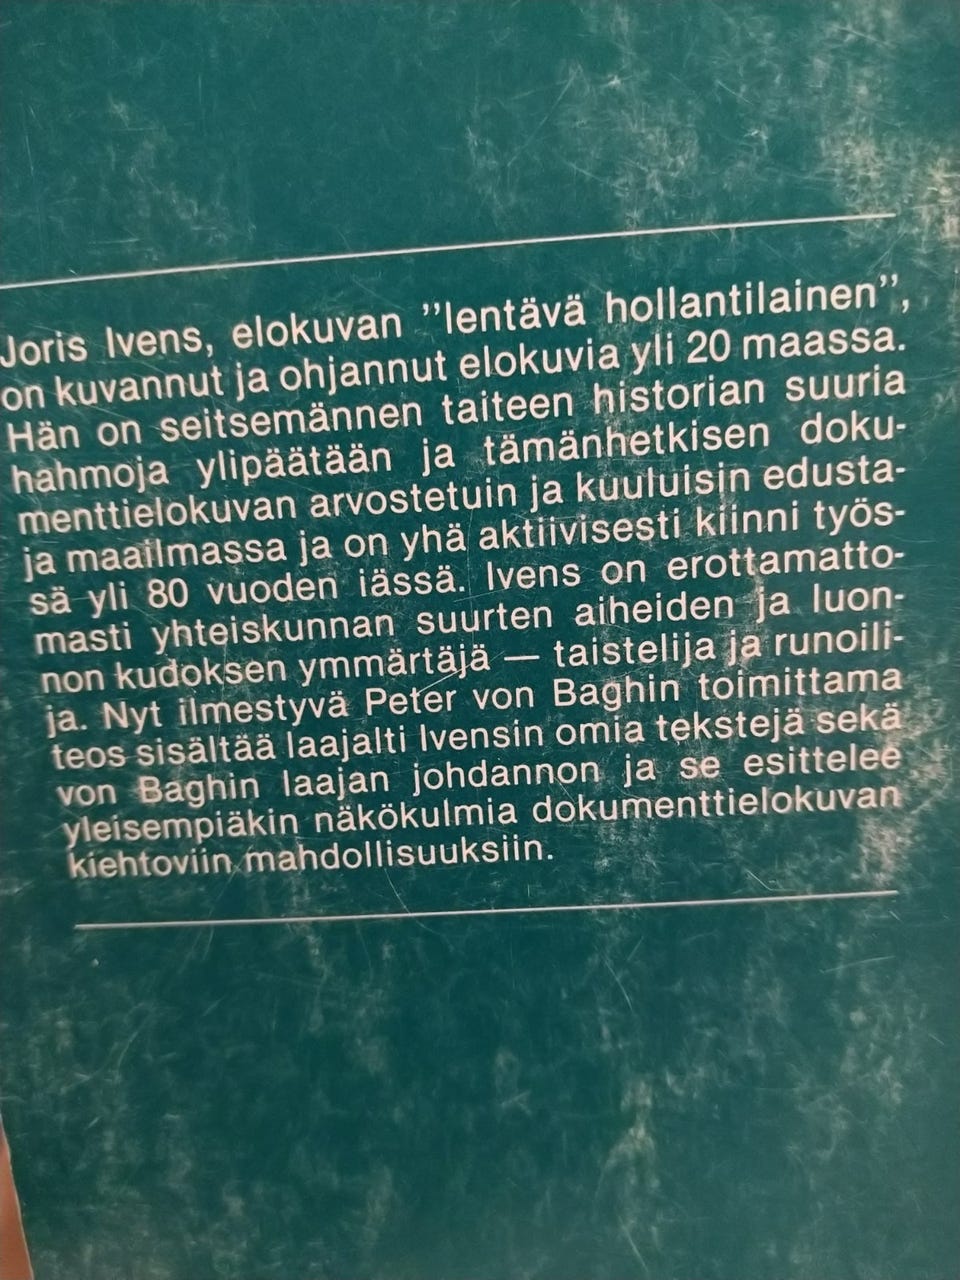 Joris Ivens, elokuvan ”lentävä hollantilainen”,
on kuvannut ja ohjannut elokuvia yli 20 maassa.
Hän on seitsemännen taiteen historian suuria
hahmoja ylipäätään ja tämänhetkisen doku-
menttielokuvan arvostetuin ja kuuluisin edusta-
ja maailmassa ja on yhä aktiivisesti kiinni työs-
sä yli 80 vuoden iässä. Ivens on erottamatto-
masti yhteiskunnan suurten aiheiden ja luon-
non kudoksen ymmärtäjä — taistelija ja runoili-
ja. Nyt ilmestyvä Peter von Baghin toimittama
teos sisältää laajalti Ivensin omia tekstejä sekä
von Baghin laajan johdannon ja se esittelee
yleisempiäkin näkökulmia dokumenttielokuvan
kiehtoviin mahdollisuuksiin.